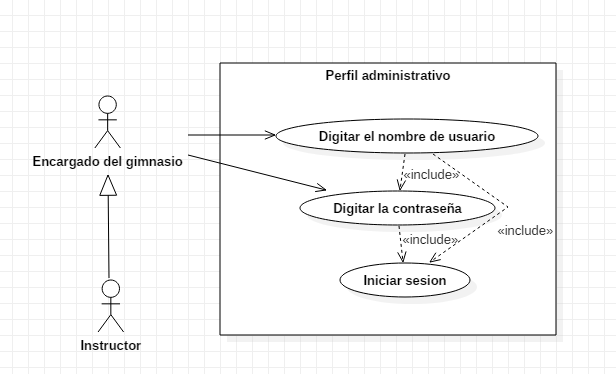 Perfil administrativo
Digitar el nombre de usuario
Encargado del gimnasio
«include»
Digitar la contraseña
«include»
«include»
Iniciar sesion
Instructor